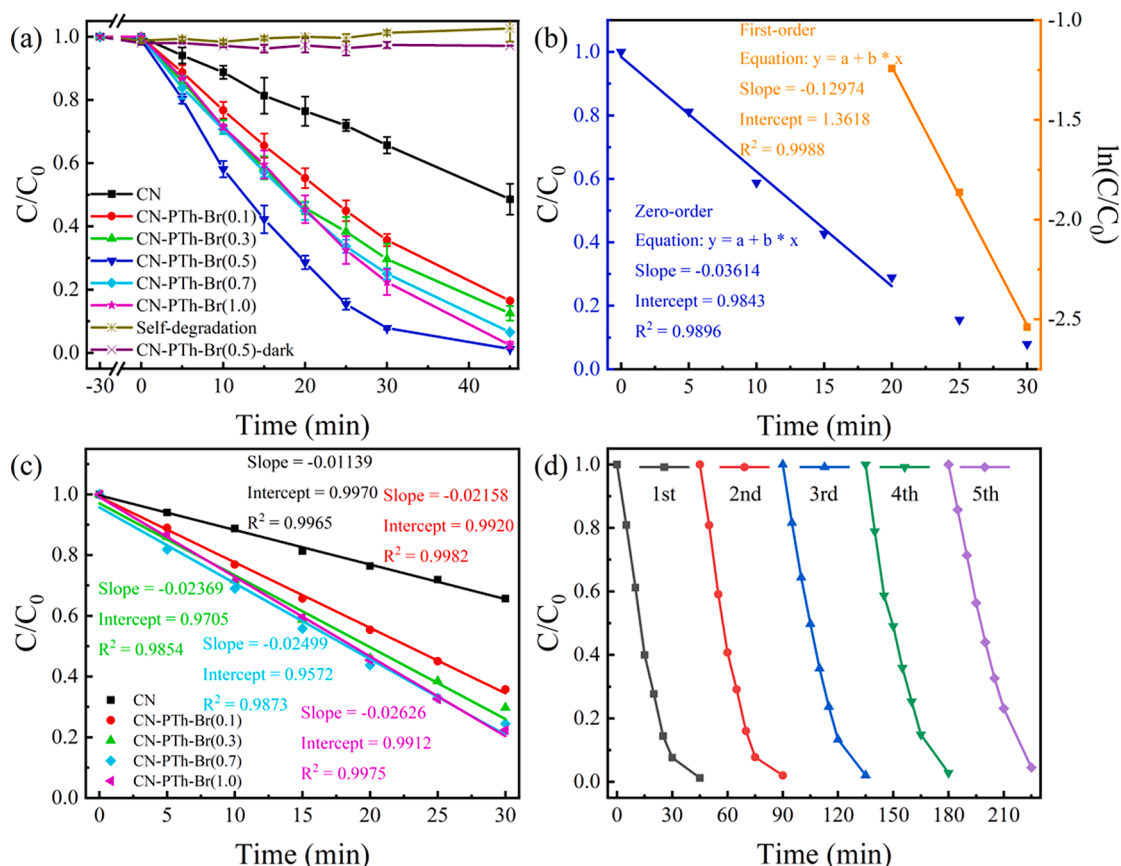 (a)
C/C0
1.0
0.8
0.6
0.4
0.2
0.0
CN
CN-PTh-Br(0.1)
CN-PTh-Br(0.3)
CN-PTh-Br(0.5)
CN-PTh-Br(0.7)
CN-PTh-Br(1.0)
Self-degradation
CN-PTh-Br(0.5)-dark
-30 0 10 20 30 40
Time (min)
(b)
C/C0
1.0
0.8
0.6
0.4
0.2
0.0
First-order
Equation: y = a + b * x
Slope = -0.12974
Intercept = 1.3618
R² = 0.9988
Zero-order
Equation: y = a + b * x
Slope = -0.03614
Intercept = 0.9843
R² = 0.9896
-1.0
-1.5
-2.0
-2.5
ln(C/C0)
0 5 10 15 20 25 30
Time (min)
(c)
C/C0
1.0
0.8
0.6
0.4
0.2
0.0
Slope = -0.01139
Intercept = 0.9970
R² = 0.9965
Slope = -0.02158
Intercept = 0.9920
R² = 0.9982
Slope = -0.02369
Intercept = 0.9705
R² = 0.9854
Slope = -0.02499
Intercept = 0.9572
R² = 0.9873
Slope = -0.02626
Intercept = 0.9912
R² = 0.9975
CN
CN-PTh-Br(0.1)
CN-PTh-Br(0.3)
CN-PTh-Br(0.7)
CN-PTh-Br(1.0)
0 5 10 15 20 25 30
Time (min)
(d)
C/C0
1.0
0.8
0.6
0.4
0.2
0.0
1st 2nd 3rd 4th 5th
0 30 60 90 120 150 180 210
Time (min)